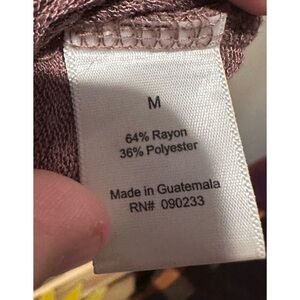 M
64% Rayon
36% Polyester
Made in Guatemala
RN# 090233